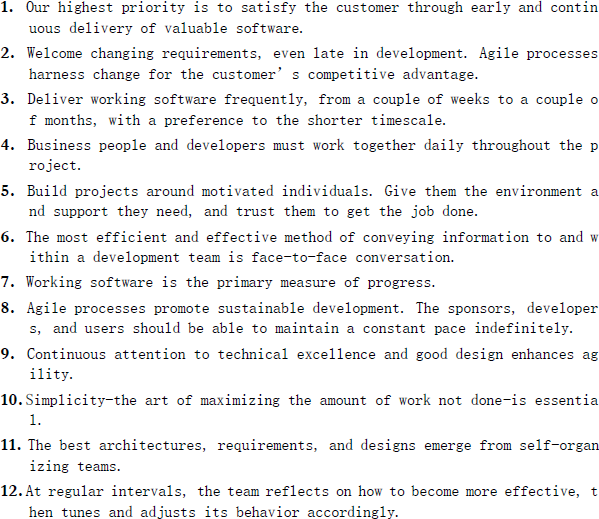 1. Our highest priority is to satisfy the customer through early and contin
uous delivery of valuable software.
2. Welcome changing requirements, even late in development. Agile processes
harness change for the customer’s competitive advantage.
3. Deliver working software frequently, from a couple of weeks to a couple o
f months, with a preference to the shorter timescale.
4. Business people and developers must work together daily throughout the p
roject.
5. Build projects around motivated individuals. Give them the environment a
nd support they need, and trust them to get the job done.
6. The most efficient and effective method of conveying information to and w
ithin a development team is face-to-face conversation.
7. Working software is the primary measure of progress.
8. Agile processes promote sustainable development. The sponsors, developer
s, and users should be able to maintain a constant pace indefinitely.
9. Continuous attention to technical excellence and good design enhances ag
ility.
10. Simplicity-the art of maximizing the amount of work not done-is essentia
l.
11. The best architectures, requirements, and designs emerge from self-organ
izing teams.
12. At regular intervals, the team reflects on how to become more effective, t
hen tunes and adjusts its behavior accordingly.